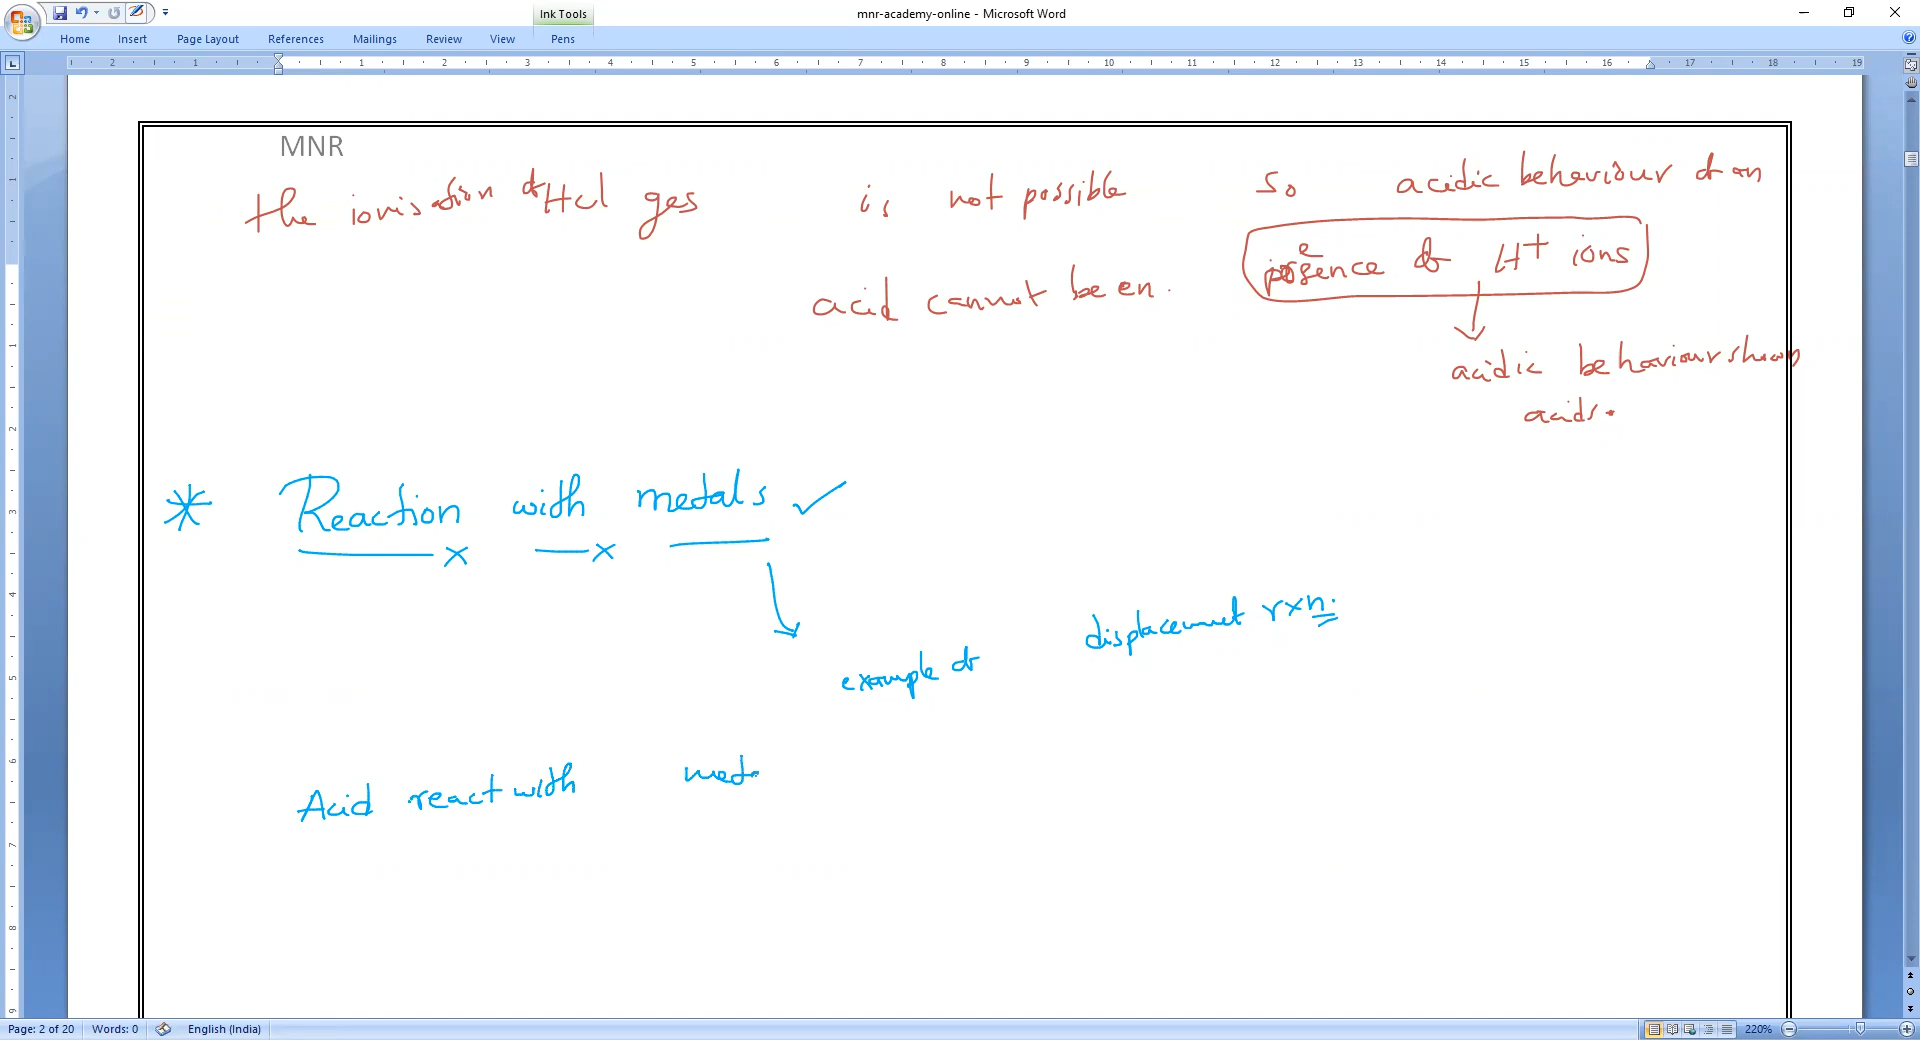 mnr-academy-online - Microsoft Word
Ink Tools
Home Insert Page Layout References Mailings Review View Pens
MNR
the ionisation of HCl gas is not possible so acidic behaviour of an
acid cannot be en.
presence of H+ ions
acidic behaviour shown
acids.
* Reaction with metals ✓
example of displacement rxn.
Acid react with met
Page: 2 of 20 Words: 0 English (India) 220%